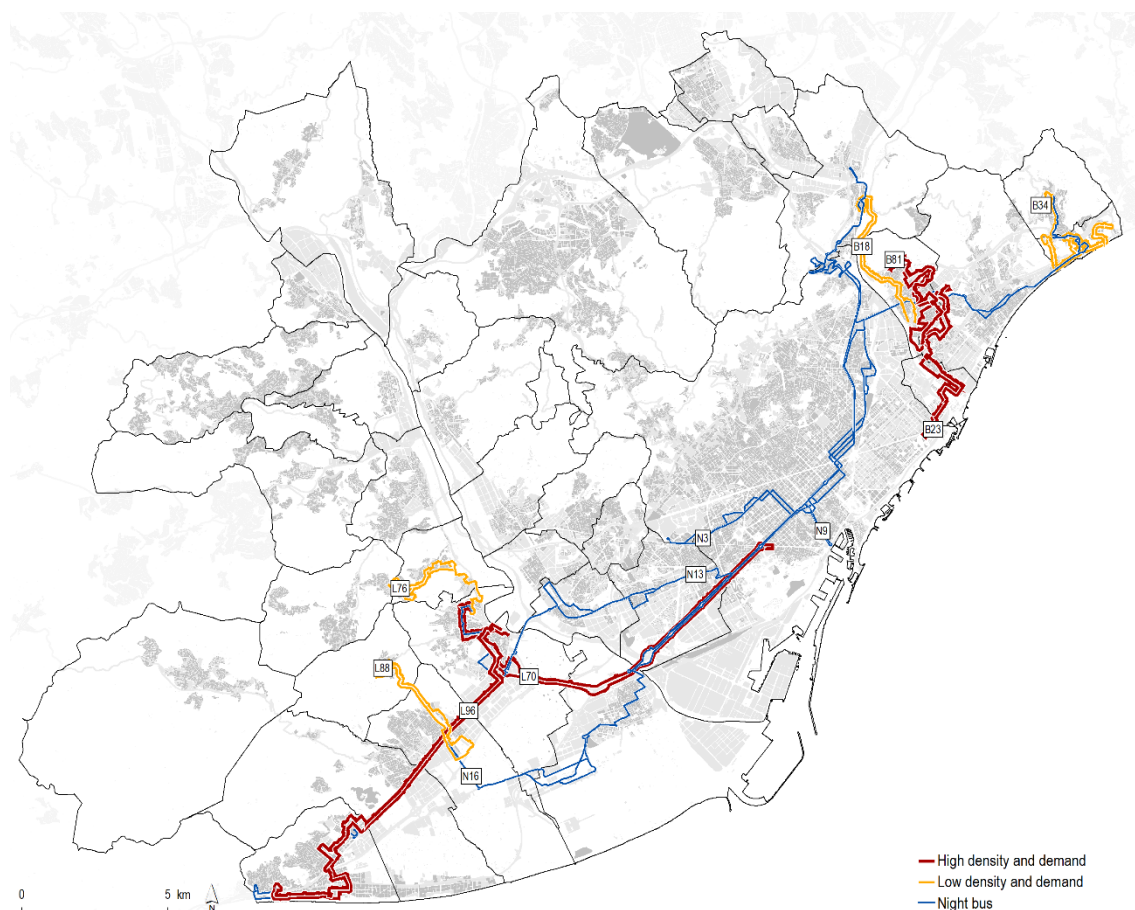 B34
B18
B81
B23
N3
N9
N13
L76
L88
L70
L96
N16
High density and demand
Low density and demand
Night bus
0 5 km
N